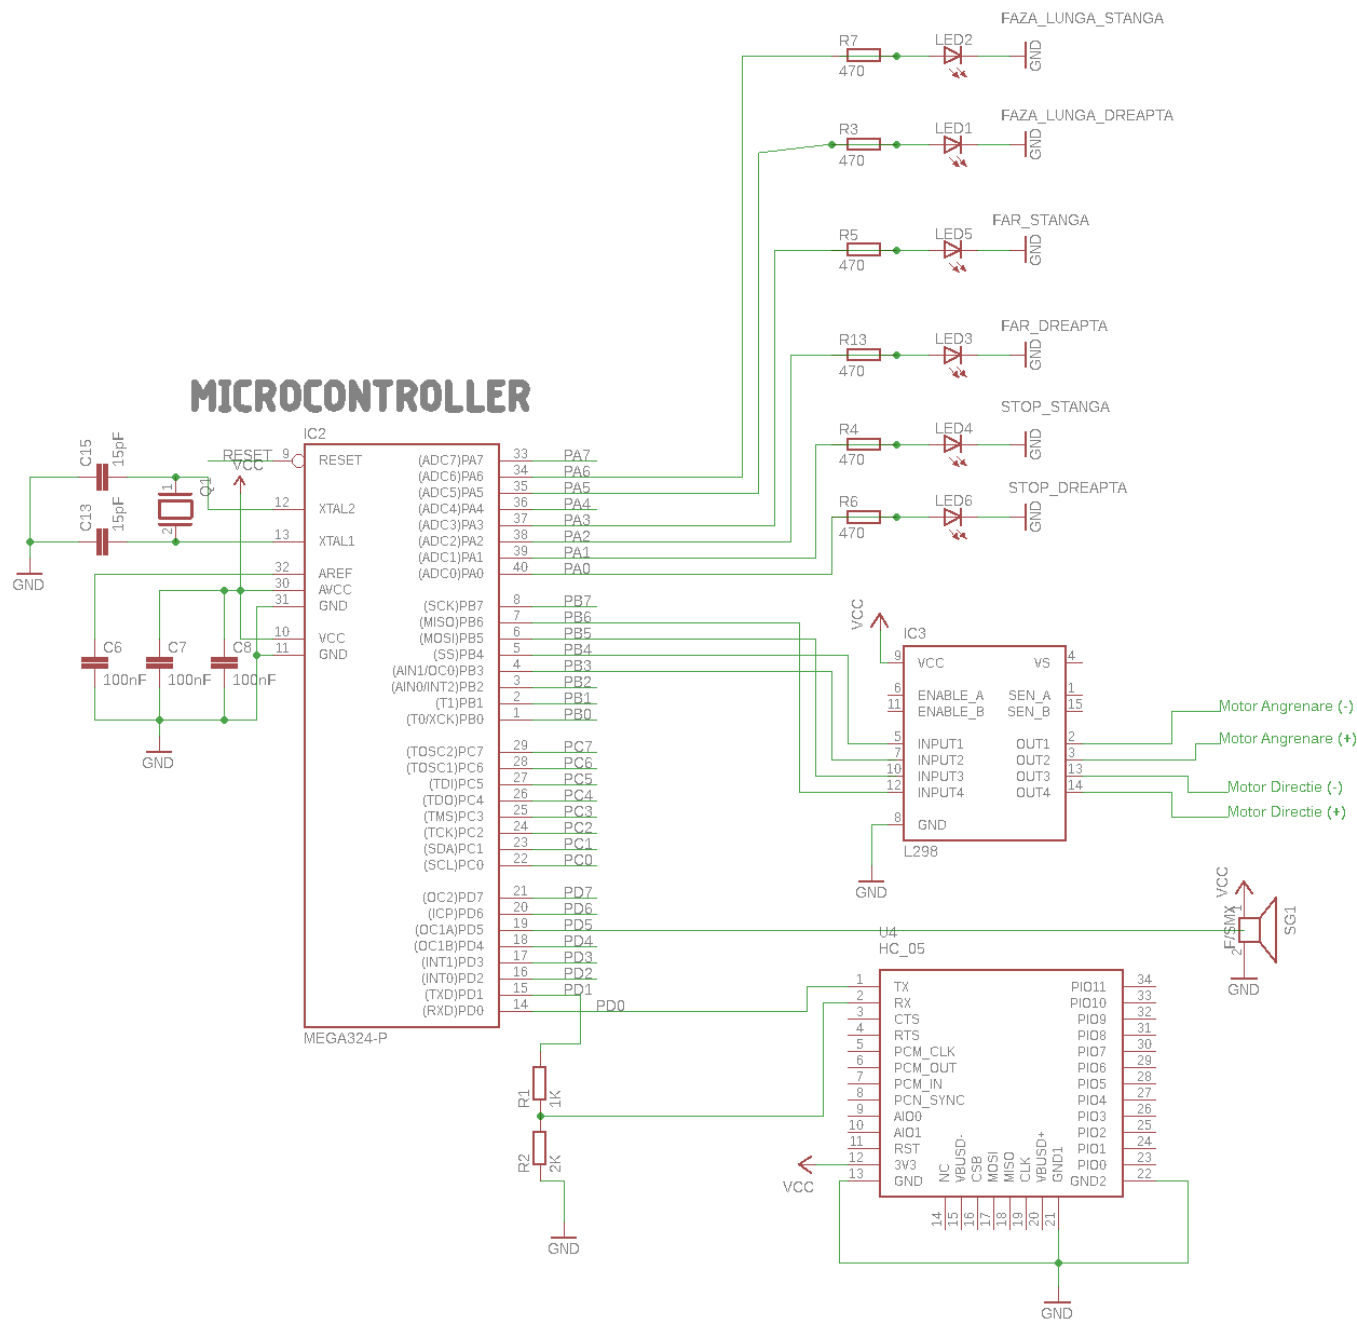 FAZA_LUNGA_STANGA
R7
LED2
470
GND
FAZA_LUNGA_DREAPTA
R3
LED1
470
GND
FAR_STANGA
R5
LED5
470
GND
FAR_DREAPTA
R13
LED3
470
GND
STOP_STANGA
R4
LED4
470
GND
STOP_DREAPTA
R6
LED6
470
GND
MICROCONTROLLER
IC2
RESET 9 RESET
VCC
C15 15pF
C13 15pF
1 Q1 2
GND
12 XTAL2
13 XTAL1
32 AREF
30 AVCC
31 GND
10 VCC
11 GND
C6 100nF
C7 100nF
C8 100nF
GND
(ADC7)PA7 33 PA7
(ADC6)PA6 34 PA6
(ADC5)PA5 35 PA5
(ADC4)PA4 36 PA4
(ADC3)PA3 37 PA3
(ADC2)PA2 38 PA2
(ADC1)PA1 39 PA1
(ADC0)PA0 40 PA0
(SCK)PB7 8 PB7
(MISO)PB6 7 PB6
(MOSI)PB5 6 PB5
(SS)PB4 5 PB4
(AIN1/OC0)PB3 4 PB3
(AIN0/INT2)PB2 3 PB2
(T1)PB1 2 PB1
(T0/XCK)PB0 1 PB0
(TOSC2)PC7 29 PC7
(TOSC1)PC6 28 PC6
(TDI)PC5 27 PC5
(TDO)PC4 26 PC4
(TMS)PC3 25 PC3
(TCK)PC2 24 PC2
(SDA)PC1 23 PC1
(SCL)PC0 22 PC0
(OC2)PD7 21 PD7
(ICP)PD6 20 PD6
(OC1A)PD5 19 PD5
(OC1B)PD4 18 PD4
(INT1)PD3 17 PD3
(INT0)PD2 16 PD2
(TXD)PD1 15 PD1
(RXD)PD0 14 PD0
MEGA324-P
R1 1K
R2 2K
GND
VCC
IC3
9 VCC
VS 4
6 ENABLE_A
SEN_A 1
11 ENABLE_B
SEN_B 15
5 INPUT1
OUT1 2
7 INPUT2
OUT2 3
10 INPUT3
OUT3 13
12 INPUT4
OUT4 14
8 GND
L298
GND
Motor Angrenare (-)
Motor Angrenare (+)
Motor Directie (-)
Motor Directie (+)
VCC
1 F/SMX 2
SG1
GND
U4
HC_05
1 TX
2 RX
3 CTS
4 RTS
5 PCM_CLK
6 PCM_OUT
7 PCM_IN
8 PCN_SYNC
9 AIO0
10 AIO1
11 RST
12 3V3
13 GND
VCC
NC 14
VBUSD- 15
CSB 16
MOSI 17
MISO 18
CLK 19
VBUSD+ 20
GND1 21
PIO11 34
PIO10 33
PIO9 32
PIO8 31
PIO7 30
PIO6 29
PIO5 28
PIO4 27
PIO3 26
PIO2 25
PIO1 24
PIO0 23
GND2 22
GND